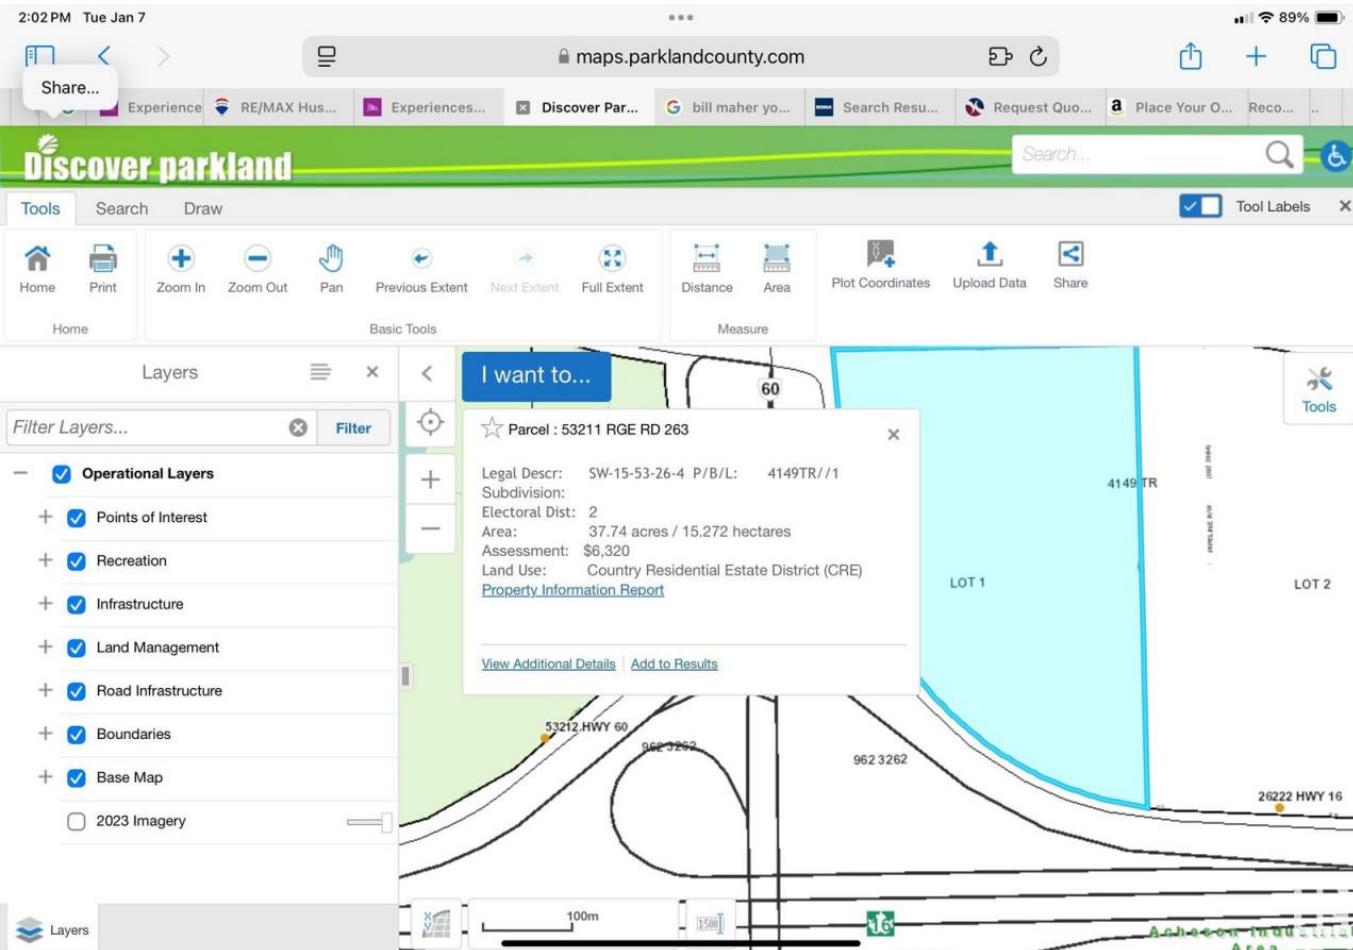 2:02 PM Tue Jan 7
89%
maps.parklandcounty.com
Share...
Experience
RE/MAX Hus...
Experiences...
Discover Par...
bill maher yo...
Search Resu...
Request Quo...
Place Your O...
Reco...
Discover parkland
Search...
Tools Search Draw
Tool Labels
Home
Print
Zoom In
Zoom Out
Pan
Previous Extent
Next Extent
Full Extent
Distance
Area
Plot Coordinates
Upload Data
Share
Home
Basic Tools
Measure
Layers
Filter Layers...
Filter
Operational Layers
Points of Interest
Recreation
Infrastructure
Land Management
Road Infrastructure
Boundaries
Base Map
2023 Imagery
Layers
I want to...
60
Tools
Parcel : 53211 RGE RD 263
Legal Descr: SW-15-53-26-4 P/B/L: 4149TR//1
Subdivision:
Electoral Dist: 2
Area: 37.74 acres / 15.272 hectares
Assessment: $6,320
Land Use: Country Residential Estate District (CRE)
Property Information Report
View Additional Details
Add to Results
4149 TR
PIPELINE R/W
LOT 1
LOT 2
53212 HWY 60
962 3262
962 3262
26222 HWY 16
100m
16
Acheson Industrial
Area